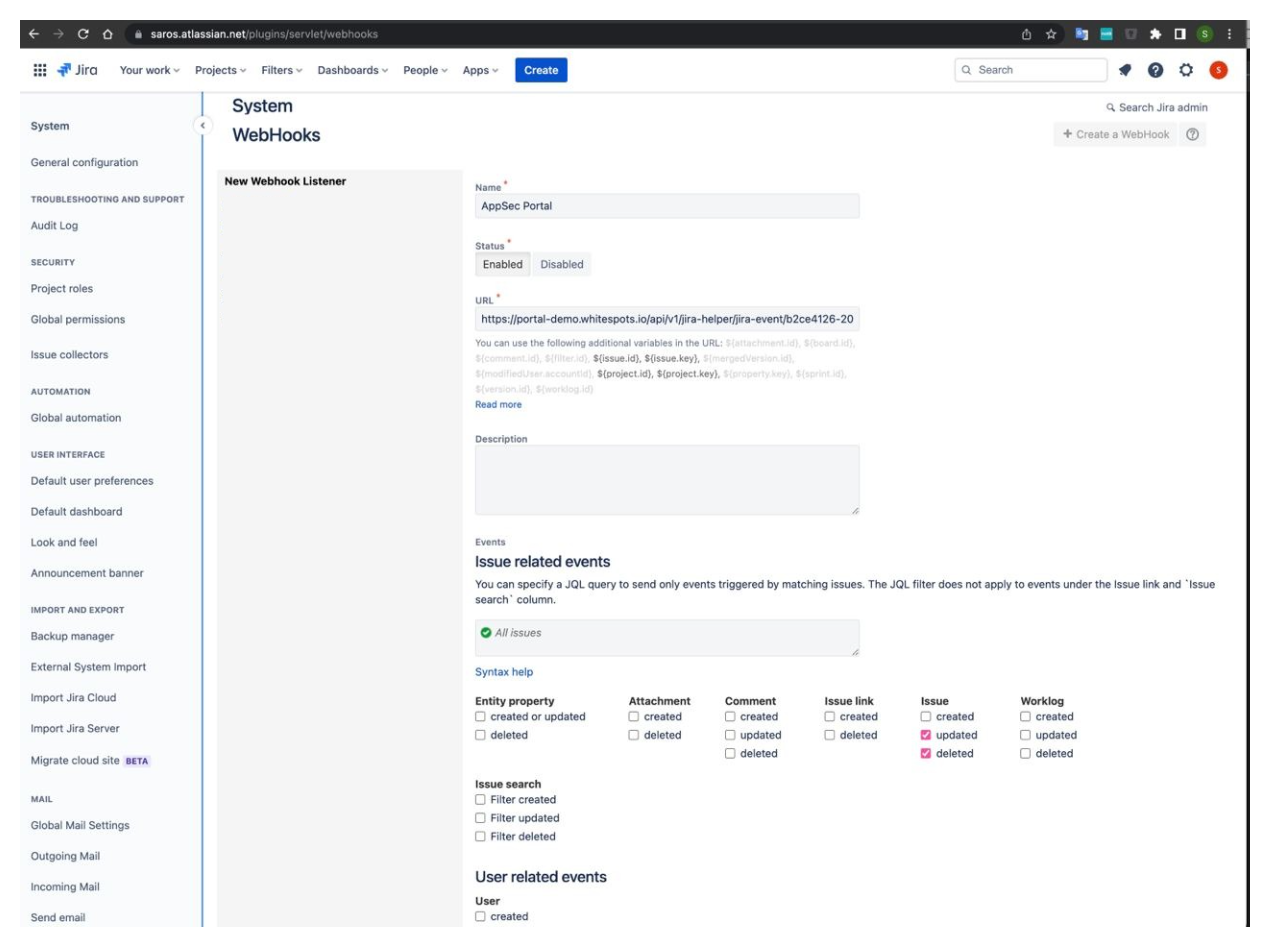 saros.atlassian.net/plugins/servlet/webhooks
S
Jira
Your work
Projects
Filters
Dashboards
People
Apps
Create
Search
S
System
General configuration
TROUBLESHOOTING AND SUPPORT
Audit Log
SECURITY
Project roles
Global permissions
Issue collectors
AUTOMATION
Global automation
USER INTERFACE
Default user preferences
Default dashboard
Look and feel
Announcement banner
IMPORT AND EXPORT
Backup manager
External System Import
Import Jira Cloud
Import Jira Server
Migrate cloud site BETA
MAIL
Global Mail Settings
Outgoing Mail
Incoming Mail
Send email
System
Search Jira admin
WebHooks
+ Create a WebHook
New Webhook Listener
Name *
AppSec Portal
Status *
Enabled Disabled
URL *
https://portal-demo.whitespots.io/api/v1/jira-helper/jira-event/b2ce4126-20
You can use the following additional variables in the URL: ${attachment.id}, ${board.id},
${comment.id}, ${filter.id}, ${issue.id}, ${issue.key}, ${mergedVersion.id},
${modifiedUser.accountId}, ${project.id}, ${project.key}, ${property.key}, ${sprint.id},
${version.id}, ${worklog.id}
Read more
Description
Events
Issue related events
You can specify a JQL query to send only events triggered by matching issues. The JQL filter does not apply to events under the Issue link and `Issue
search` column.
All issues
Syntax help
Entity property
created or updated
deleted
Attachment
created
deleted
Comment
created
updated
deleted
Issue link
created
deleted
Issue
created
updated
deleted
Worklog
created
updated
deleted
Issue search
Filter created
Filter updated
Filter deleted
User related events
User
created